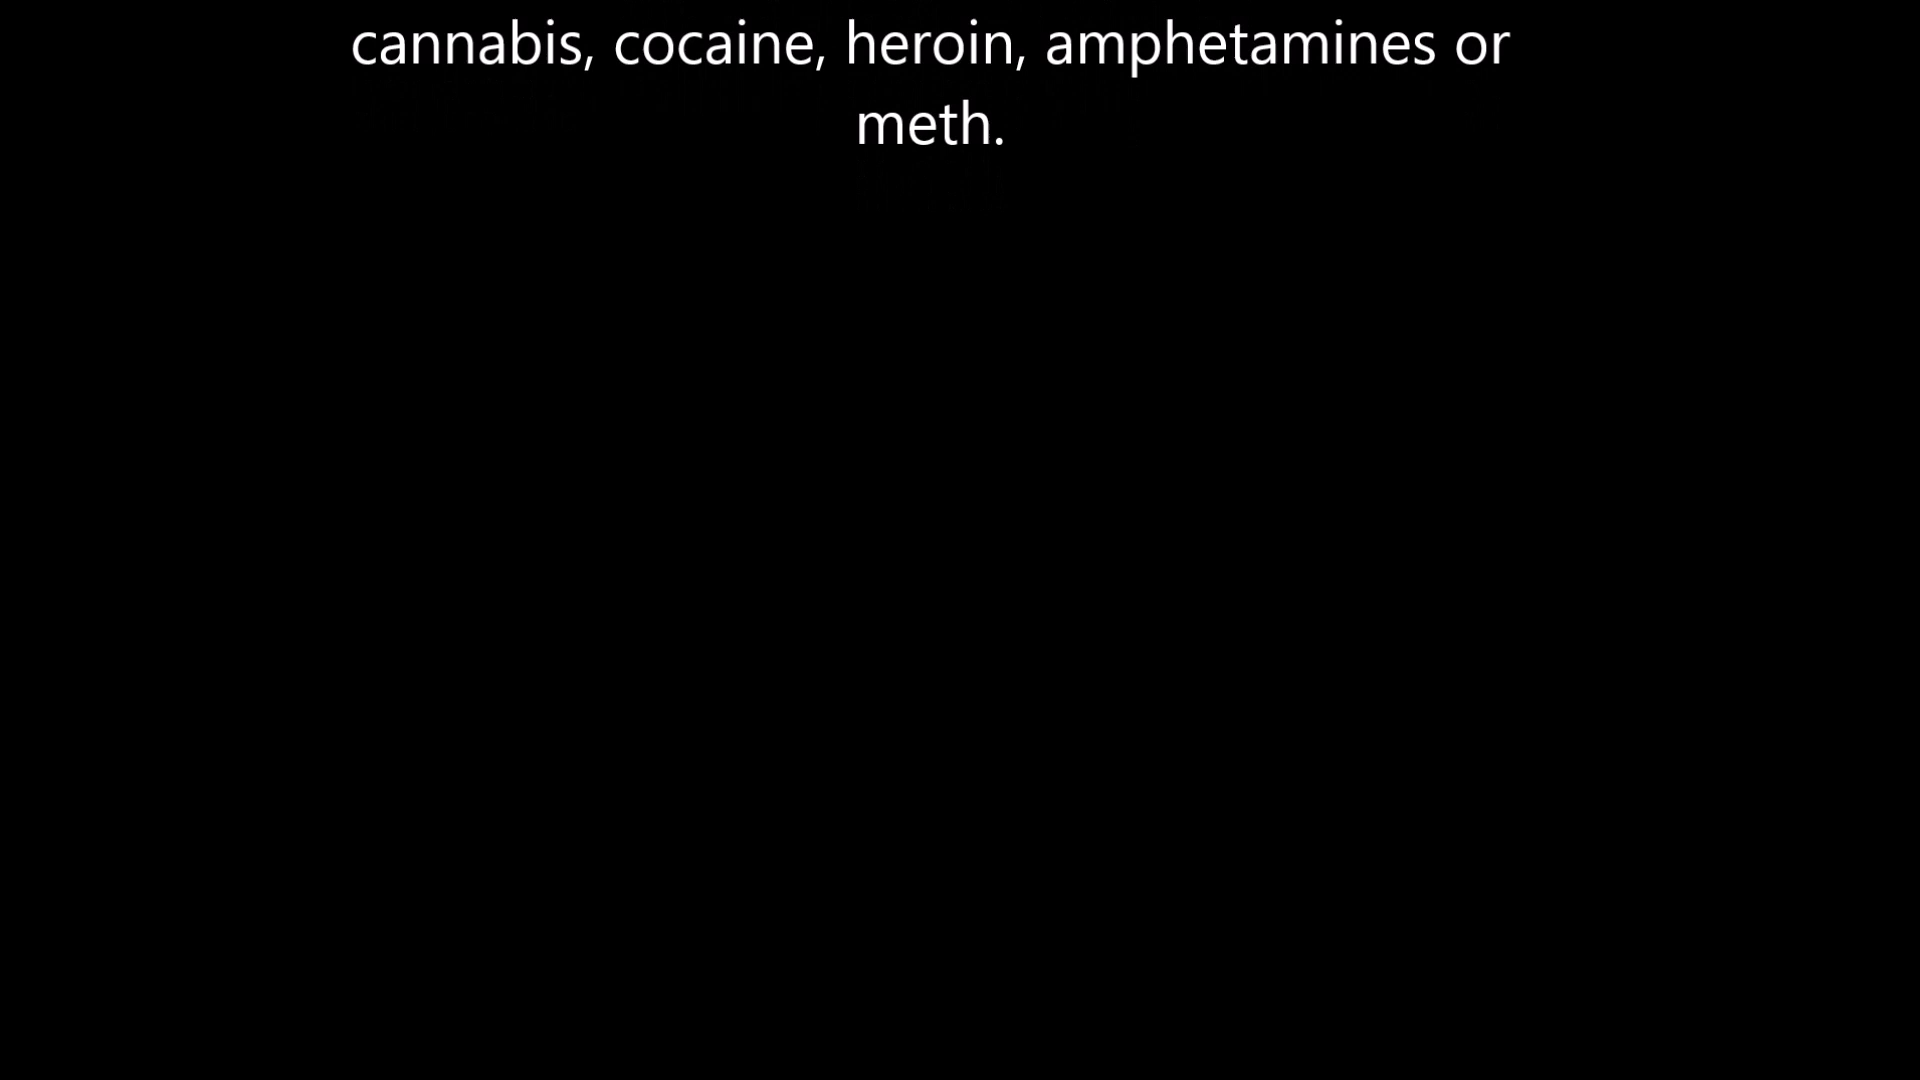 cannabis, cocaine, heroin, amphetamines or
meth.